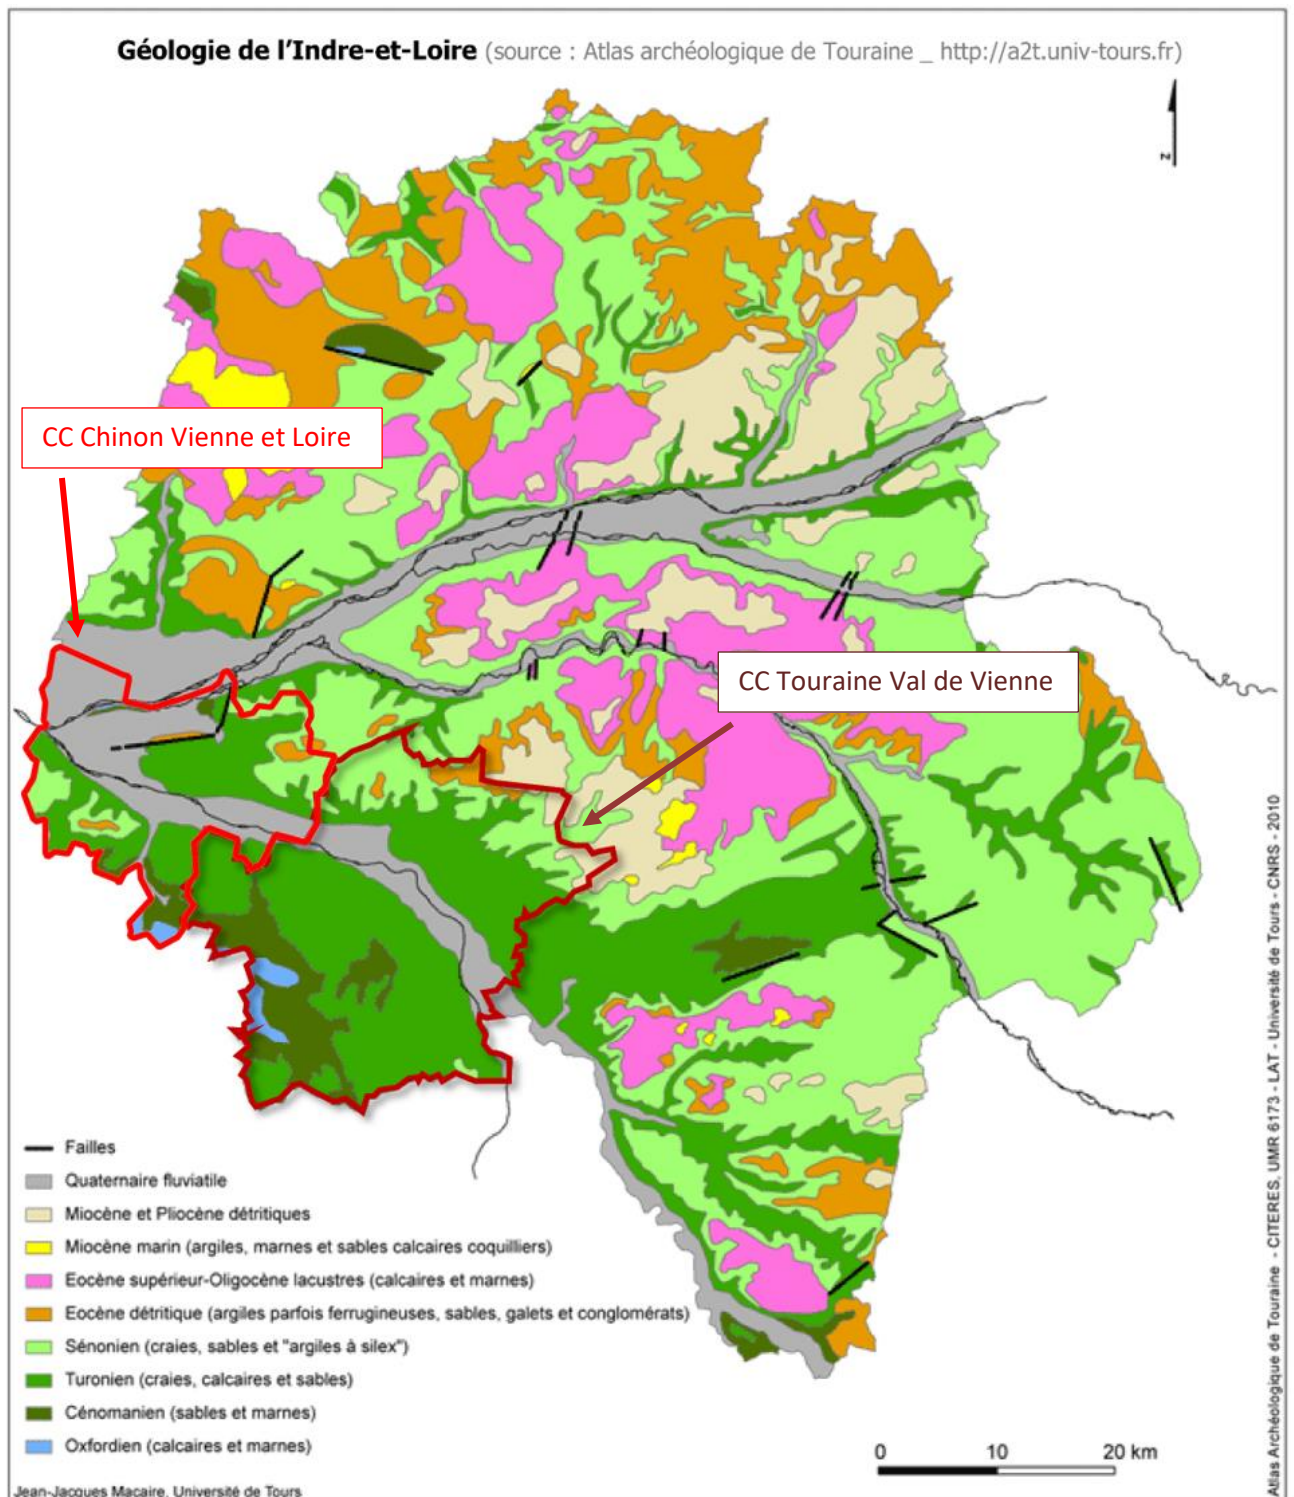 Géologie de l'Indre-et-Loire (source : Atlas archéologique de Touraine _ http://a2t.univ-tours.fr)
N
CC Chinon Vienne et Loire
CC Touraine Val de Vienne
Failles
Quaternaire fluviatile
Miocène et Pliocène détritiques
Miocène marin (argiles, marnes et sables calcaires coquilliers)
Eocène supérieur-Oligocène lacustres (calcaires et marnes)
Eocène détritique (argiles parfois ferrugineuses, sables, galets et conglomérats)
Sénonien (craies, sables et "argiles à silex")
Turonien (craies, calcaires et sables)
Cénomanien (sables et marnes)
Oxfordien (calcaires et marnes)
0 10 20 km
Jean-Jacques Macaire, Université de Tours
Atlas Archéologique de Touraine - CITERES, UMR 6173 - LAT - Université de Tours - CNRS - 2010